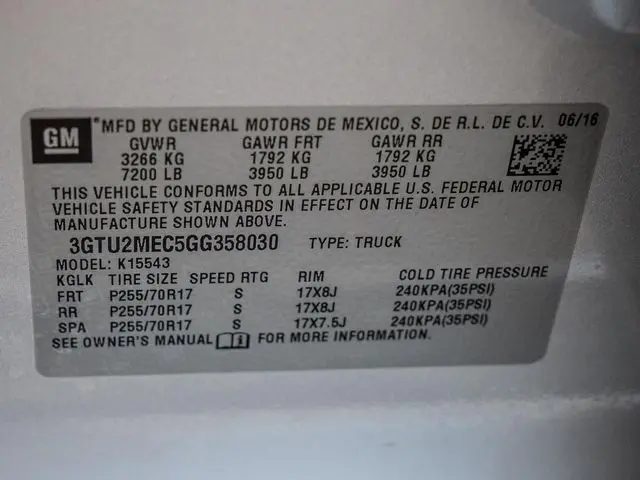 GM *MFD BY GENERAL MOTORS DE MEXICO, S. DE R.L. DE C.V. 06/16
GVWR GAWR FRT GAWR RR
3266 KG 1792 KG 1792 KG
7200 LB 3950 LB 3950 LB
THIS VEHICLE CONFORMS TO ALL APPLICABLE U.S. FEDERAL MOTOR
VEHICLE SAFETY STANDARDS IN EFFECT ON THE DATE OF
MANUFACTURE SHOWN ABOVE.
3GTU2MEC5GG358030 TYPE: TRUCK
MODEL: K15543
KGLK TIRE SIZE SPEED RTG RIM COLD TIRE PRESSURE
FRT P255/70R17 S 17X8J 240KPA(35PSI)
RR P255/70R17 S 17X8J 240KPA(35PSI)
SPA P255/70R17 S 17X7.5J 240KPA(35PSI)
SEE OWNER'S MANUAL FOR MORE INFORMATION.